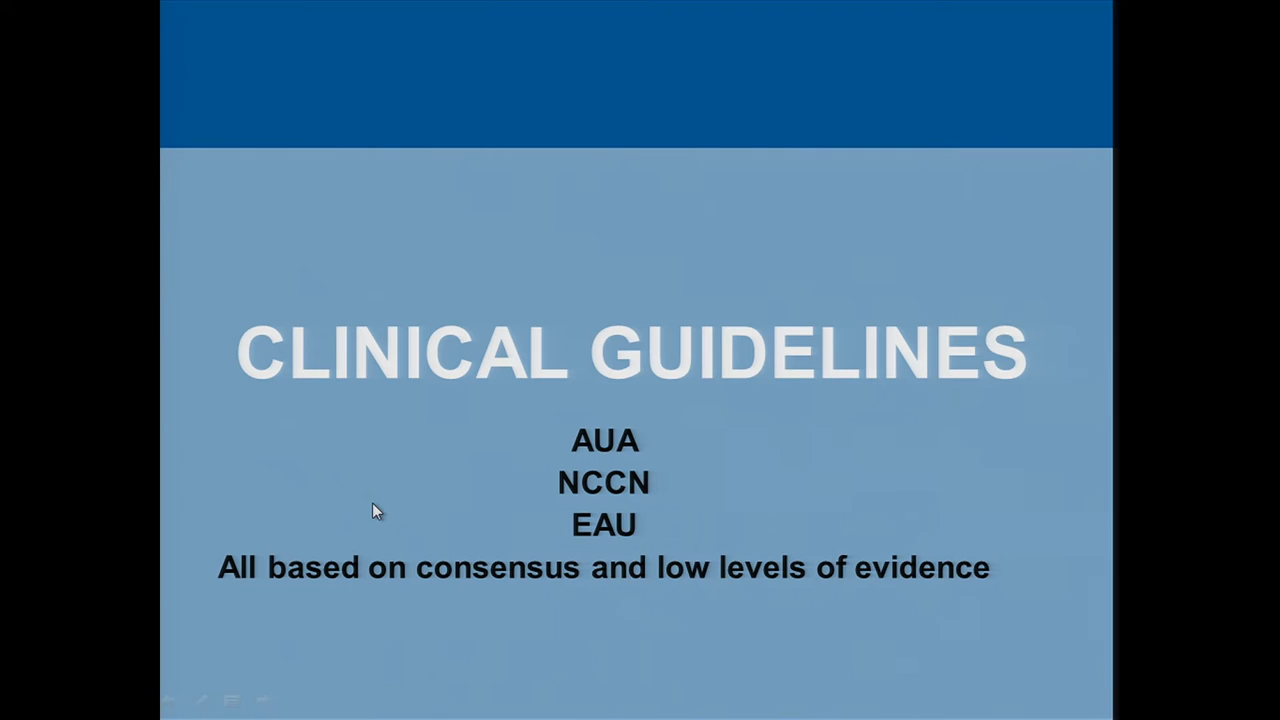 CLINICAL GUIDELINES
AUA
NCCN
EAU
All based on consensus and low levels of evidence